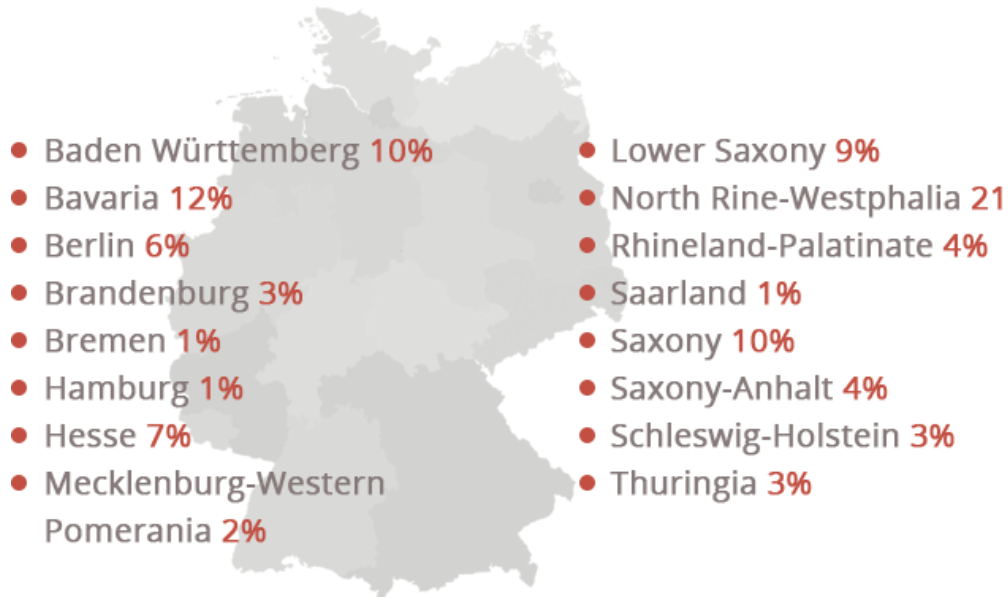 Baden Württemberg 10%
Bavaria 12%
Berlin 6%
Brandenburg 3%
Bremen 1%
Hamburg 1%
Hesse 7%
Mecklenburg-Western
Pomerania 2%
Lower Saxony 9%
North Rine-Westphalia 21
Rhineland-Palatinate 4%
Saarland 1%
Saxony 10%
Saxony-Anhalt 4%
Schleswig-Holstein 3%
Thuringia 3%